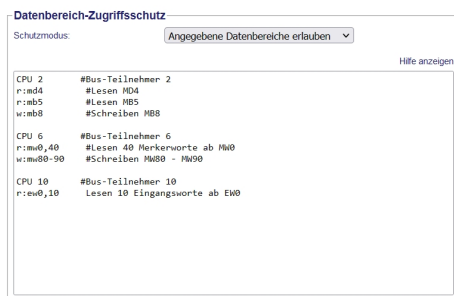 Datenbereich-Zugriffsschutz
Schutzmodus: Angegebene Datenbereiche erlauben
Hilfe anzeigen
CPU 2 #Bus-Teilnehmer 2
r:md4 #Lesen MD4
r:mb5 #Lesen MB5
w:mb8 #Schreiben MB8
CPU 6 #Bus-Teilnehmer 6
r:mw0,40 #Lesen 40 Merkerworte ab MW0
w:mw80-90 #Schreiben MW80 - MW90
CPU 10 #Bus-Teilnehmer 10
r:ew0,10 Lesen 10 Eingangsworte ab EW0